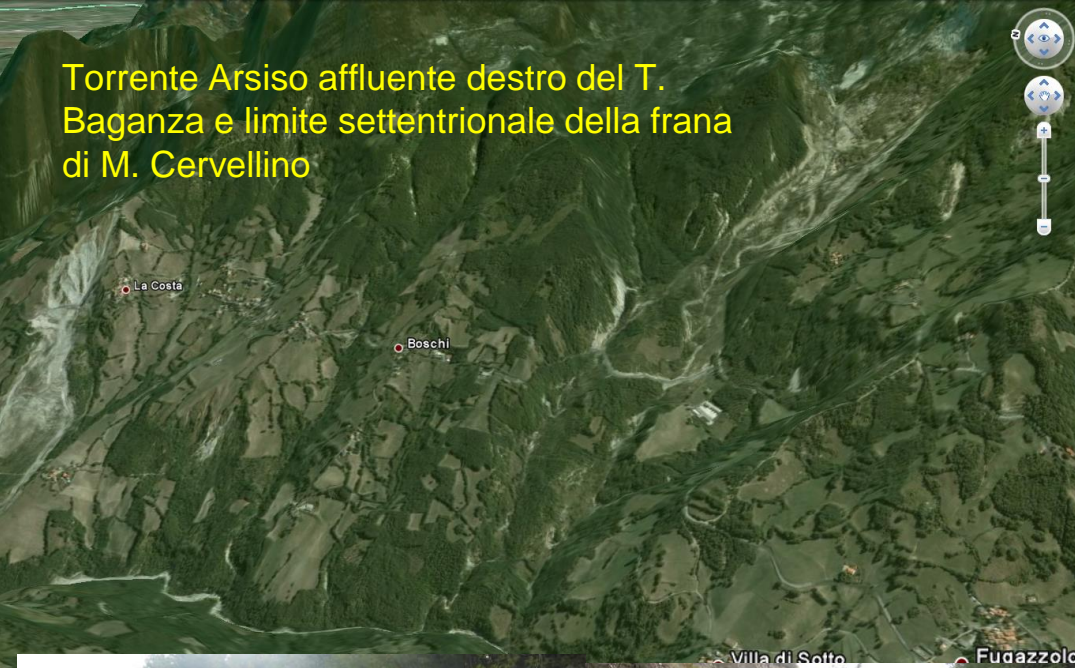 Torrente Arsiso affluente destro del T.
Baganza e limite settentrionale della frana
di M. Cervellino
La Costa
Boschi
Villa di Sotto
Fugazzolo